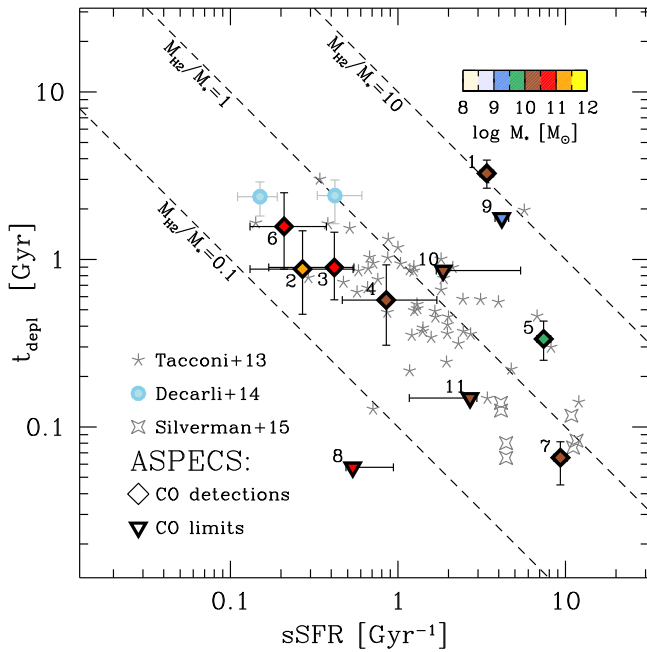 M_H2/M_*=1
M_H2/M_*=10
M_H2/M_*=0.1
8 9 10 11 12
log M_* [M_⊙]
10
1
0.1
t_depl [Gyr]
1
9
6
2
3
10
4
5
11
8
7
Tacconi+13
Decarli+14
Silverman+15
ASPECS:
CO detections
CO limits
0.1 1 10
sSFR [Gyr⁻¹]